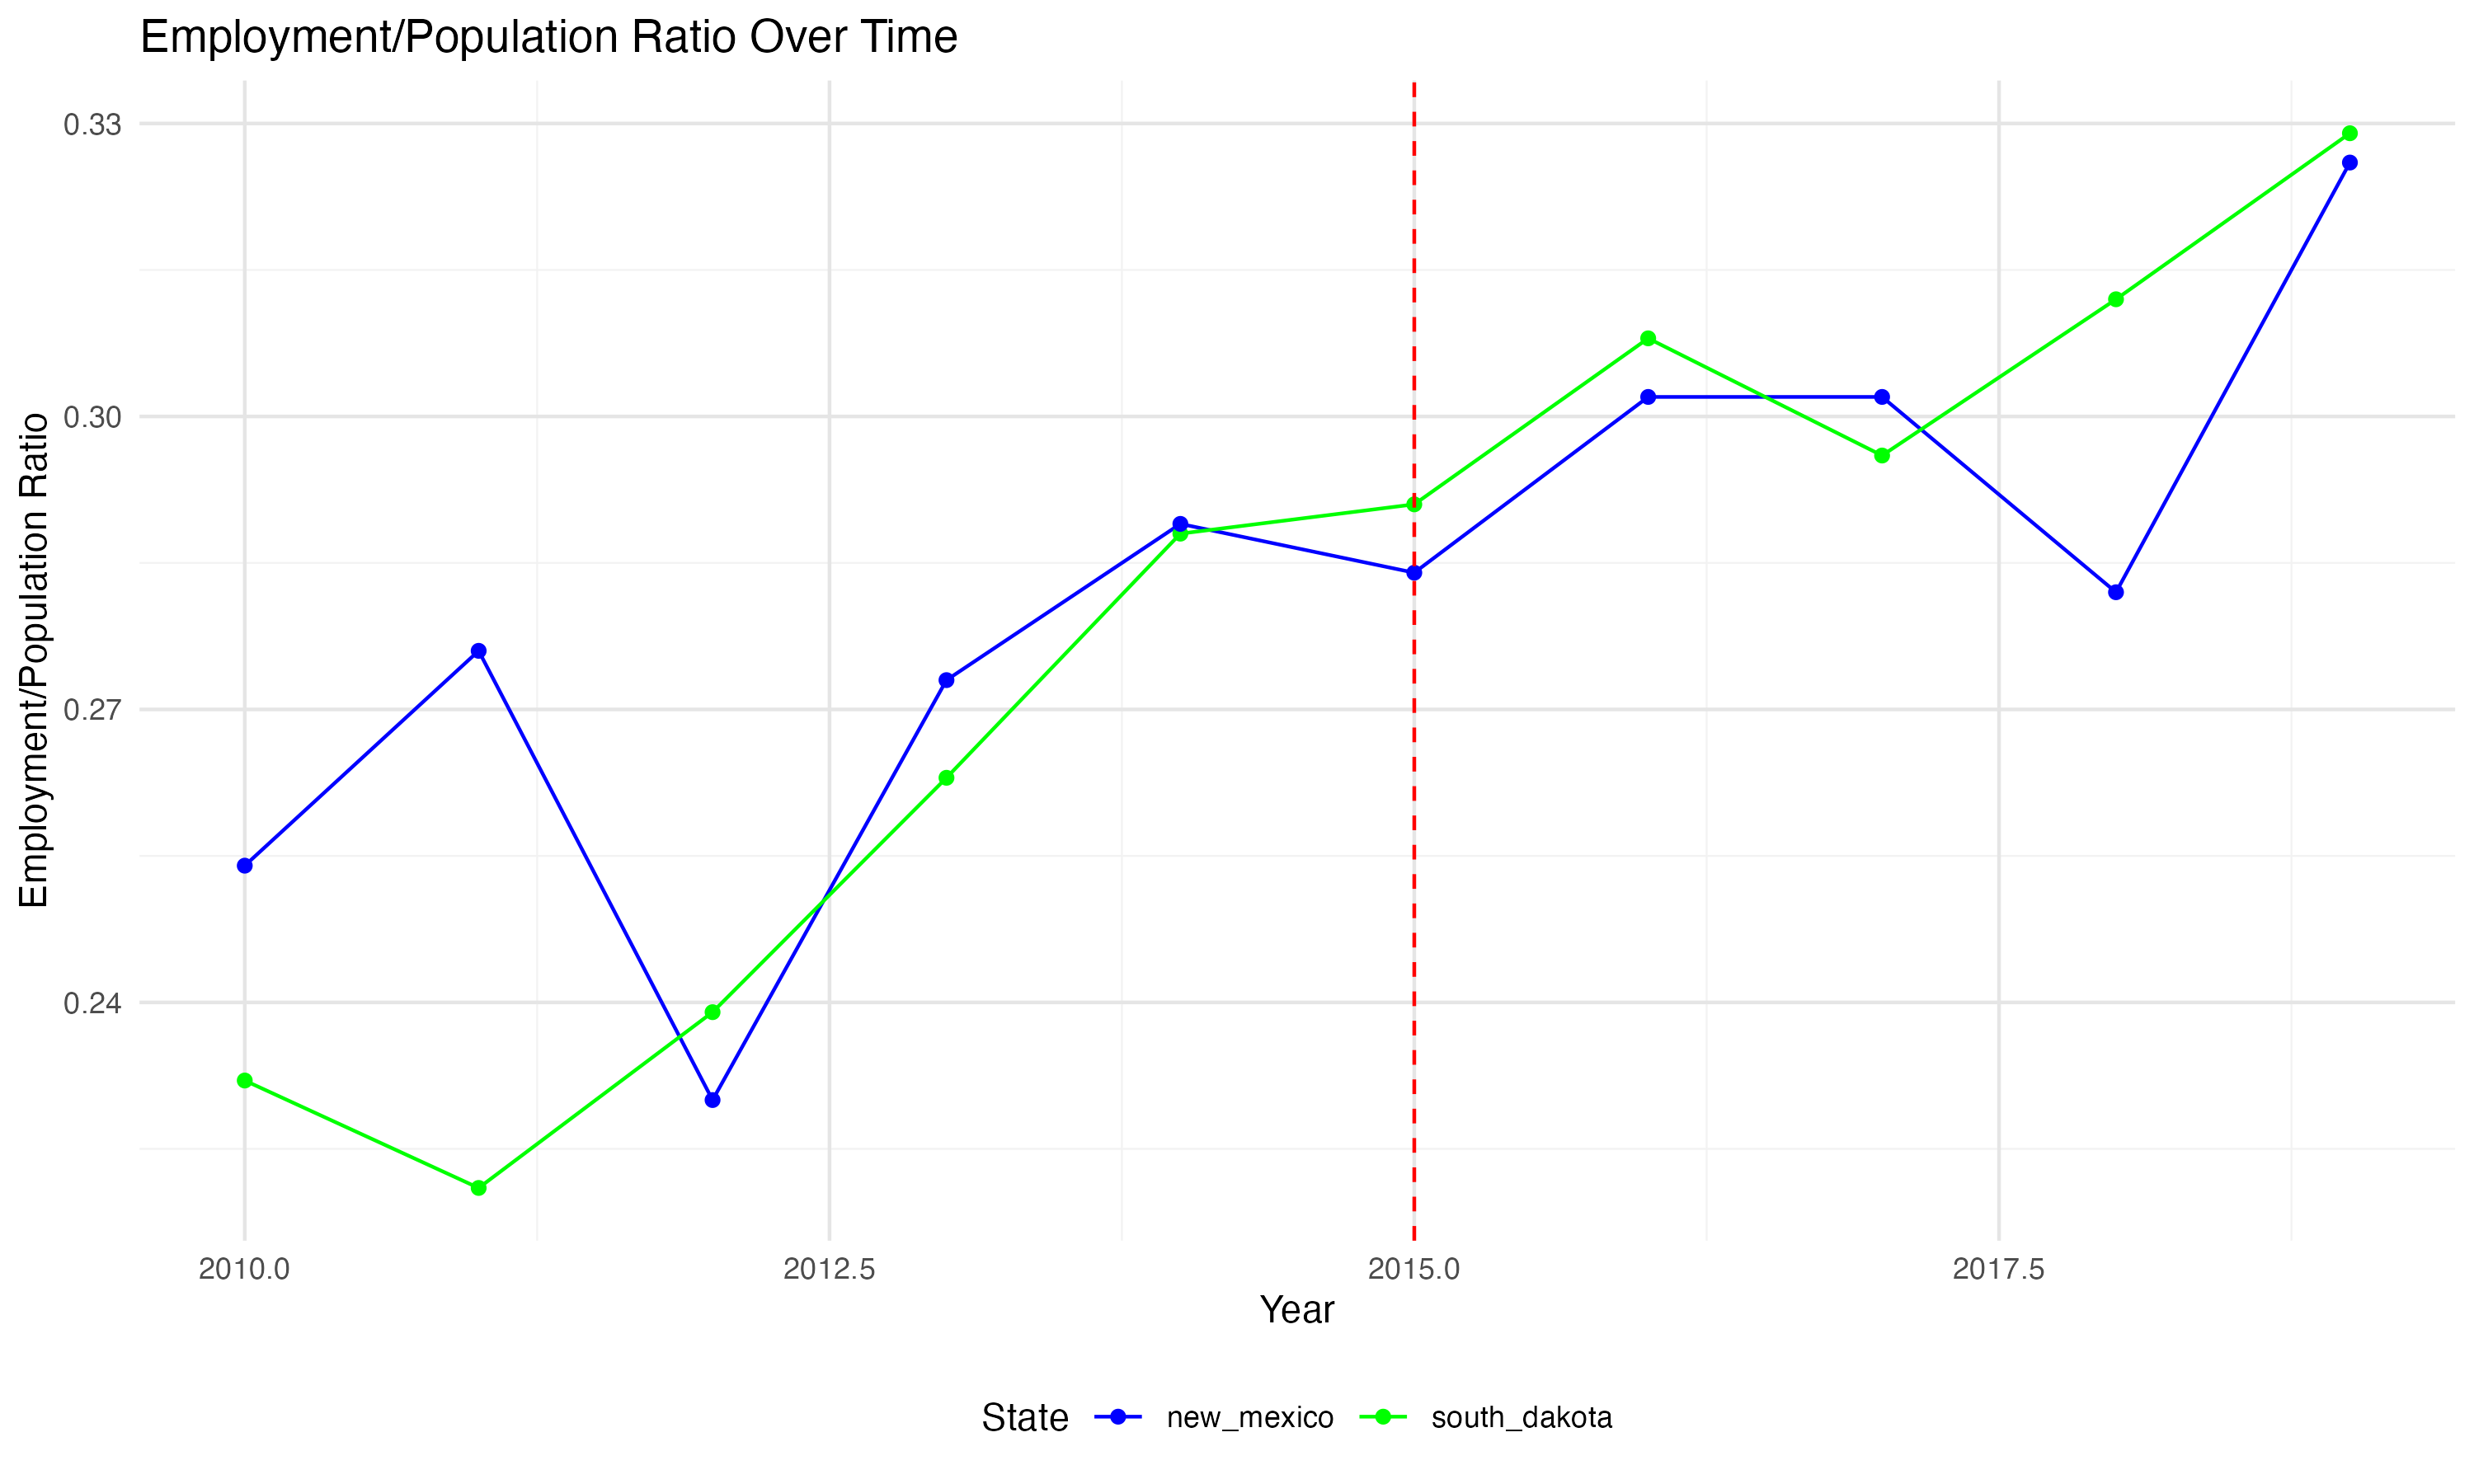 Employment/Population Ratio Over Time
Employment/Population Ratio
0.33
0.30
0.27
0.24
2010.0 2012.5 2015.0 2017.5
Year
State new_mexico south_dakota